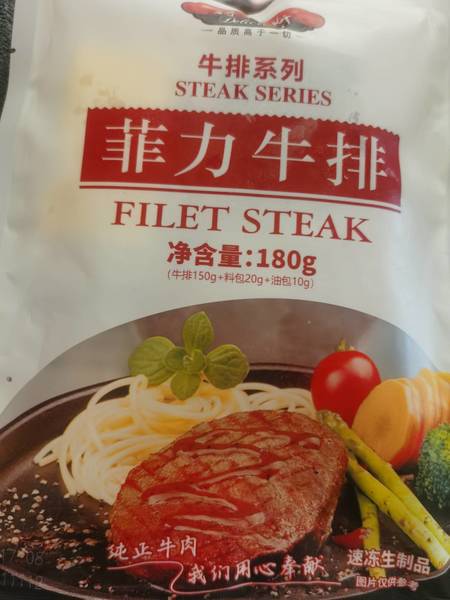 —品质高于一切—
牛排系列
STEAK SERIES
菲力牛排
FILET STEAK
净含量：180g
（牛排150g+料包20g+油包10g）
纯正牛肉
我们用心奉献
速冻生制品
图片仅供参考